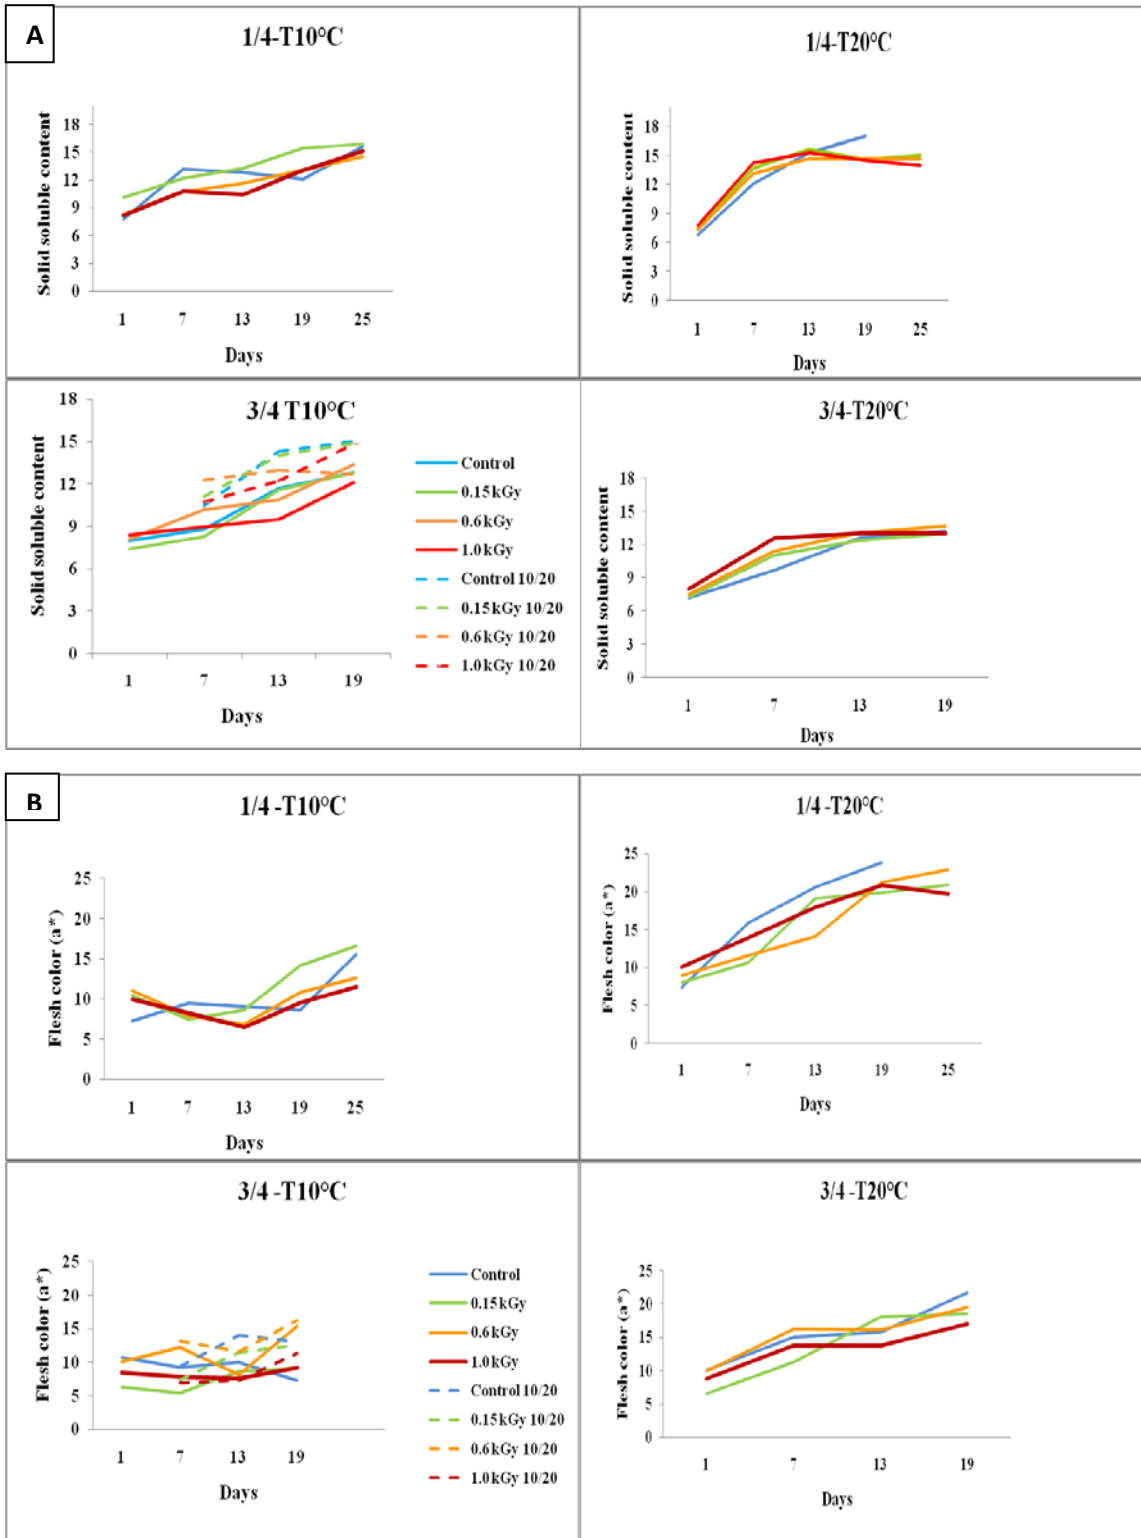 A
1/4-T10°C
Solid soluble content
18
15
12
9
6
3
0
1 7 13 19 25
Days
1/4-T20°C
Solid soluble content
18
15
12
9
6
3
0
1 7 13 19 25
Days
3/4 T10°C
Solid soluble content
18
15
12
9
6
3
0
1 7 13 19
Days
Control
0.15kGy
0.6kGy
1.0kGy
Control 10/20
0.15kGy 10/20
0.6kGy 10/20
1.0kGy 10/20
3/4-T20°C
Solid soluble content
18
15
12
9
6
3
0
1 7 13 19
Days
B
1/4 -T10°C
Flesh color (a*)
25
20
15
10
5
0
1 7 13 19 25
Days
1/4 -T20°C
Flesh color (a*)
25
20
15
10
5
0
1 7 13 19 25
Days
3/4 -T10°C
Flesh color (a*)
25
20
15
10
5
0
1 7 13 19
Days
Control
0.15kGy
0.6kGy
1.0kGy
Control 10/20
0.15kGy 10/20
0.6kGy 10/20
1.0kGy 10/20
3/4 -T20°C
Flesh color (a*)
25
20
15
10
5
0
1 7 13 19
Days